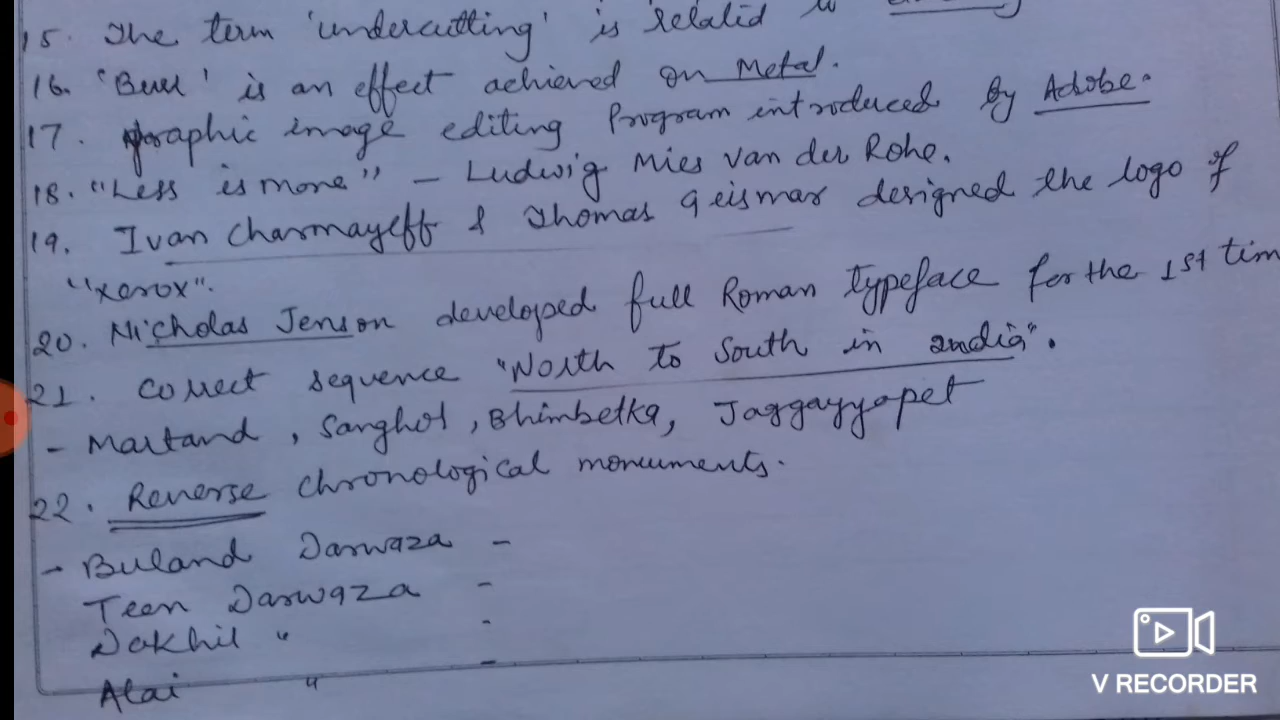 15. The term 'undercutting' is related to
16. 'Burr' is an effect achieved on Metal.
17. graphic image editing Program introduced by Adobe.
18. "Less is more" - Ludwig Mies van der Rohe.
19. Ivan Charmayeff & Thomas Geismar designed the logo of
"xerox".
20. Nicholas Jenson developed full Roman typeface for the 1st tim
21. Correct sequence "North to South in India".
- Martand, Sanghol, Bhimbetka, Jaggayyapet
22. Reverse chronological monuments.
- Buland Darwaza -
Teen Darwaza -
Dakhil " -
Alai " -
V RECORDER